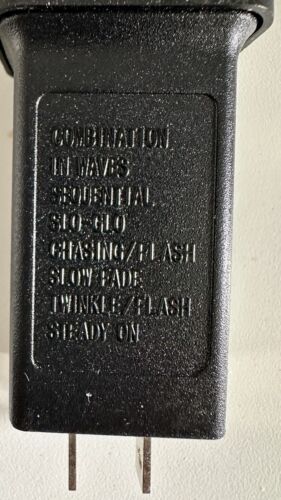 COMBINATION
IN WAVES
SEQUENTIAL
SLO-GLO
CHASING/FLASH
SLOW FADE
TWINKLE/FLASH
STEADY ON